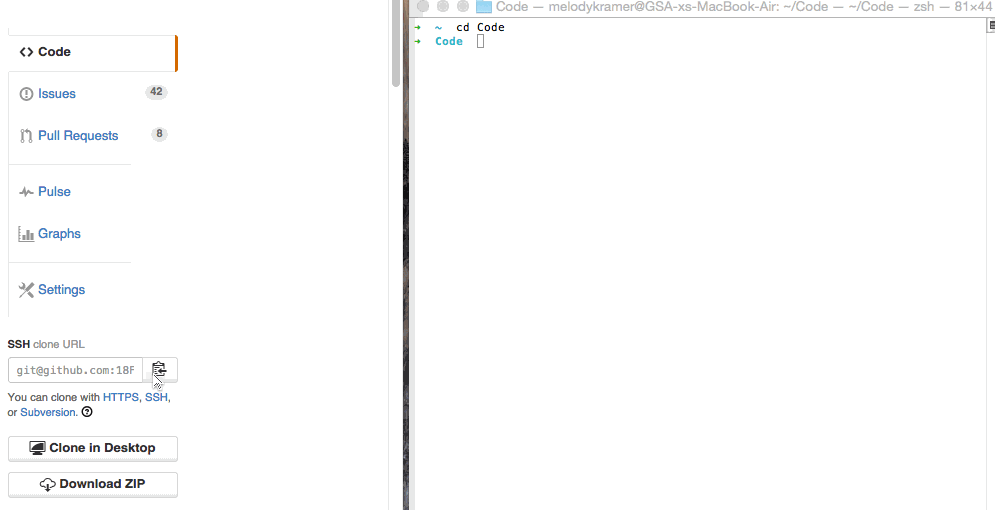 Code
Issues 42
Pull Requests 8
Pulse
Graphs
Settings
SSH clone URL
git@github.com:18F
You can clone with HTTPS, SSH,
or Subversion.
Clone in Desktop
Download ZIP
Code — melodykramer@GSA-xs-MacBook-Air: ~/Code — ~/Code — zsh — 81×44
➜ ~ cd Code
➜ Code